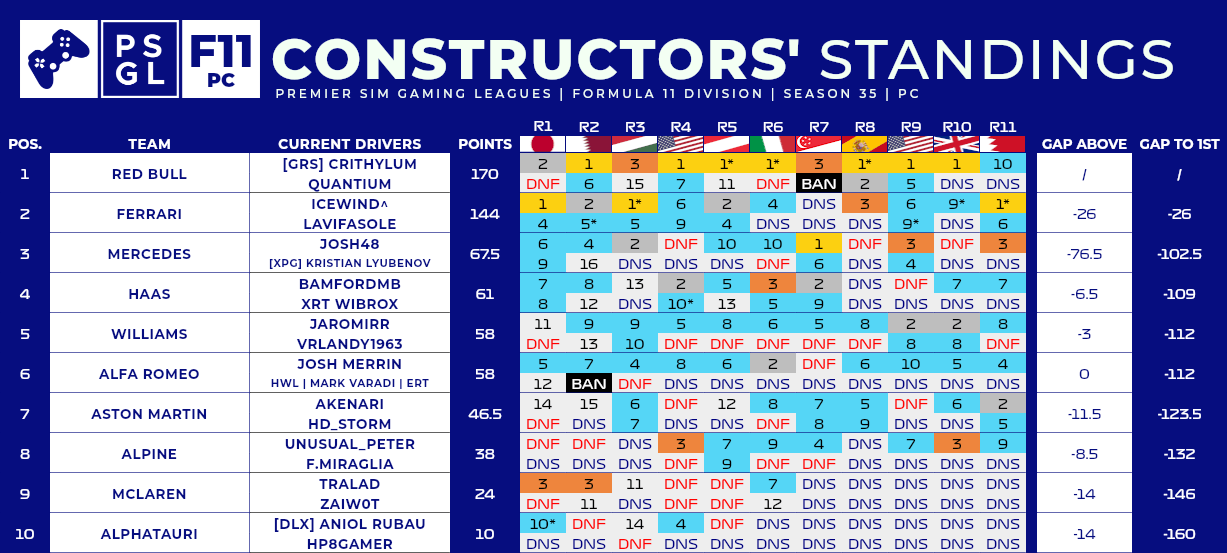 PS
GL
F11
PC
CONSTRUCTORS' STANDINGS
PREMIER SIM GAMING LEAGUES | FORMULA 11 DIVISION | SEASON 35 | PC
POS. TEAM CURRENT DRIVERS POINTS R1 R2 R3 R4 R5 R6 R7 R8 R9 R10 R11 GAP ABOVE GAP TO 1ST
1 RED BULL [GRS] CRITHYLUM 170 2 1 3 1 1* 1* 3 1* 1 1 10 / /
QUANTIUM DNF 6 15 7 11 DNF BAN 2 5 DNS DNS
2 FERRARI ICEWIND^ 144 1 2 1* 6 2 4 DNS 3 6 9* 1* -26 -26
LAVIFASOLE 4 5* 5 9 4 DNS DNS DNS 9* DNS 6
3 MERCEDES JOSH48 67.5 6 4 2 DNF 10 10 1 DNF 3 DNF 3 -76.5 -102.5
[XPG] KRISTIAN LYUBENOV 9 16 DNS DNS DNS DNF 6 DNS 4 DNS DNS
4 HAAS BAMFORDMB 61 7 8 13 2 5 3 2 DNS DNF 7 7 -6.5 -109
XRT WIBROX 8 12 DNS 10* 13 5 9 DNS DNS DNS DNS
5 WILLIAMS JAROMIRR 58 11 9 9 5 8 6 5 8 2 2 8 -3 -112
VRLANDY1963 DNF 13 10 DNF DNF DNF DNF DNF 8 8 DNF
6 ALFA ROMEO JOSH MERRIN 58 5 7 4 8 6 2 DNF 6 10 5 4 0 -112
HWL | MARK VARADI | ERT 12 BAN DNF DNS DNS DNS DNS DNS DNS DNS DNS
7 ASTON MARTIN AKENARI 46.5 14 15 6 DNF 12 8 7 5 DNF 6 2 -11.5 -123.5
HD_STORM DNF DNS 7 DNS DNS DNF 8 9 DNS DNS 5
8 ALPINE UNUSUAL_PETER 38 DNF DNF DNS 3 7 9 4 DNS 7 3 9 -8.5 -132
F.MIRAGLIA DNS DNS DNS DNF 9 DNF DNF DNS DNS DNS DNS
9 MCLAREN TRALAD 24 3 3 11 DNF DNF 7 DNS DNS DNS DNS DNS -14 -146
ZAIW0T DNF 11 DNS DNS DNF 12 DNS DNS DNS DNS DNS
10 ALPHATAURI [DLX] ANIOL RUBAU 10 10* DNF 14 4 DNF DNS DNS DNS DNS DNS DNS -14 -160
HP8GAMER DNS DNS DNF DNS DNS DNS DNS DNS DNS DNS DNS